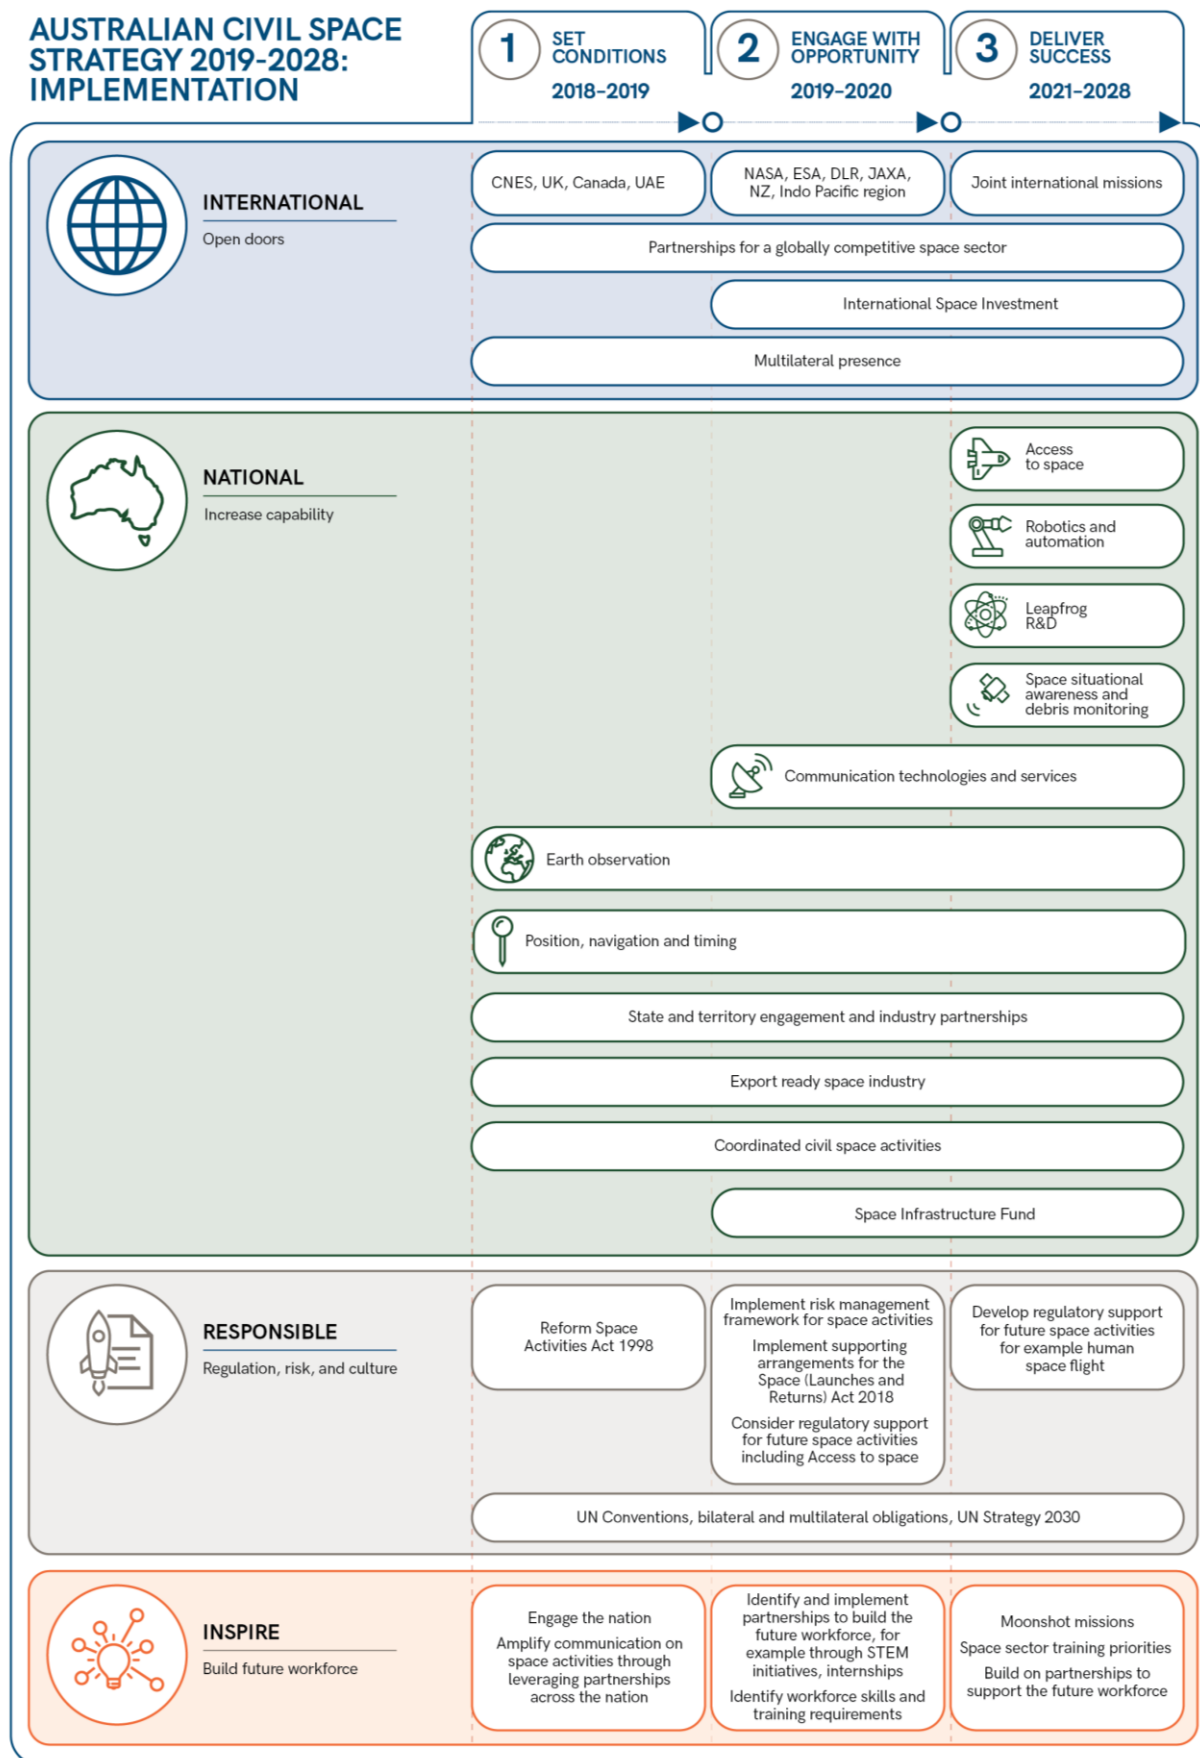 AUSTRALIAN CIVIL SPACE
STRATEGY 2019-2028:
IMPLEMENTATION
1
SET
CONDITIONS
2018–2019
2
ENGAGE WITH
OPPORTUNITY
2019–2020
3
DELIVER
SUCCESS
2021–2028
INTERNATIONAL
Open doors
CNES, UK, Canada, UAE
NASA, ESA, DLR, JAXA,
NZ, Indo Pacific region
Joint international missions
Partnerships for a globally competitive space sector
International Space Investment
Multilateral presence
NATIONAL
Increase capability
Access
to space
Robotics and
automation
Leapfrog
R&D
Space situational
awareness and
debris monitoring
Communication technologies and services
Earth observation
Position, navigation and timing
State and territory engagement and industry partnerships
Export ready space industry
Coordinated civil space activities
Space Infrastructure Fund
RESPONSIBLE
Regulation, risk, and culture
Reform Space
Activities Act 1998
Implement risk management
framework for space activities
Implement supporting
arrangements for the
Space (Launches and
Returns) Act 2018
Consider regulatory support
for future space activities
including Access to space
Develop regulatory support
for future space activities
for example human
space flight
UN Conventions, bilateral and multilateral obligations, UN Strategy 2030
INSPIRE
Build future workforce
Engage the nation
Amplify communication on
space activities through
leveraging partnerships
across the nation
Identify and implement
partnerships to build the
future workforce, for
example through STEM
initiatives, internships
Identify workforce skills and
training requirements
Moonshot missions
Space sector training priorities
Build on partnerships to
support the future workforce